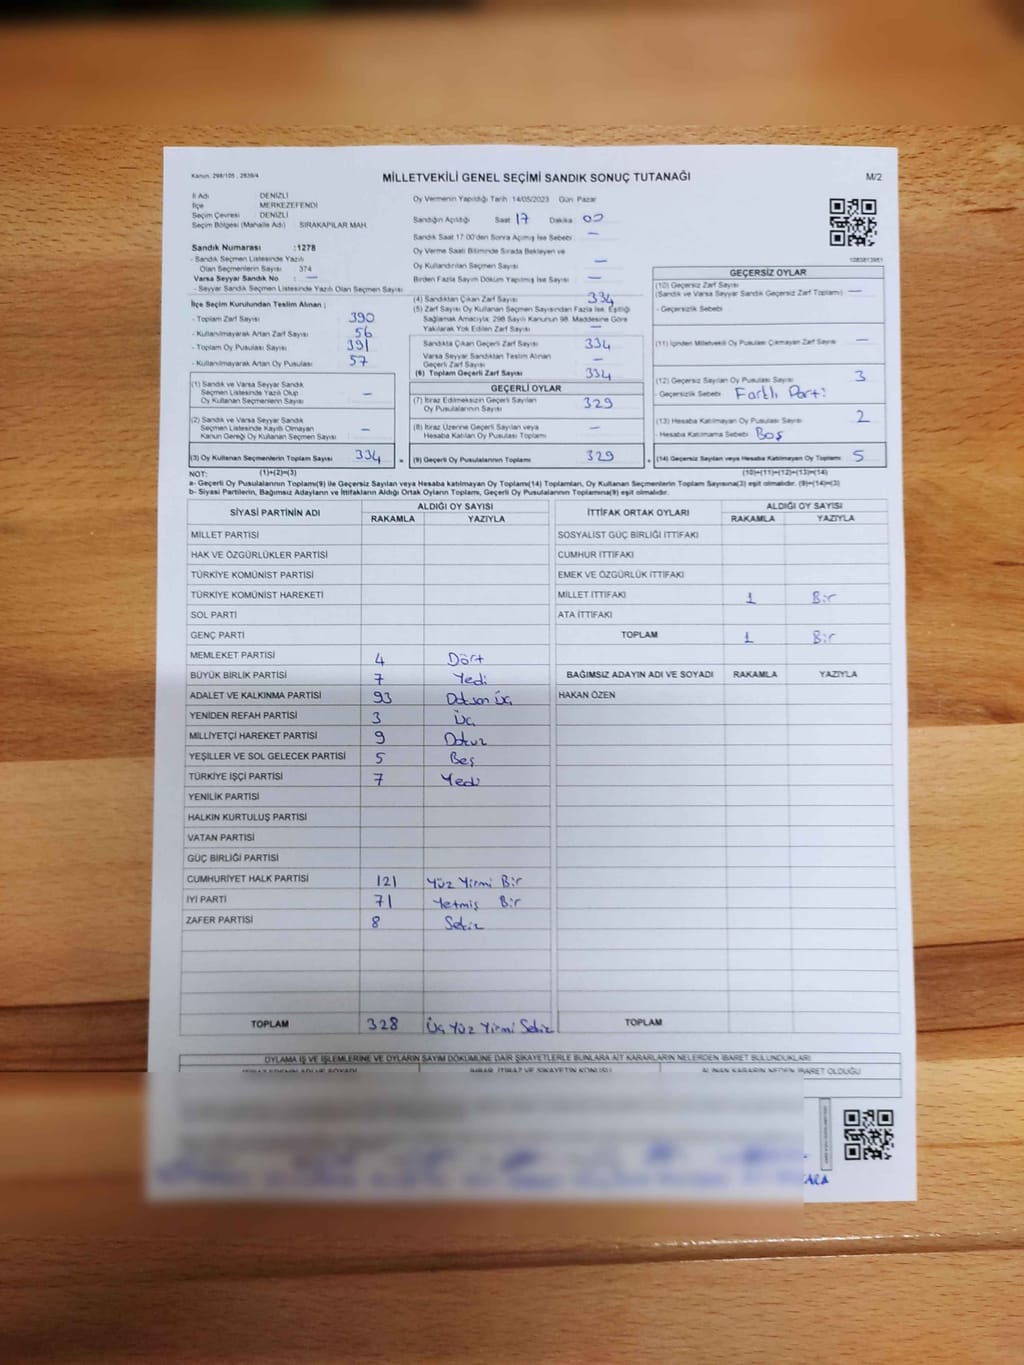 Kanun, 298/105 , 2839/4
MİLLETVEKİLİ GENEL SEÇİMİ SANDIK SONUÇ TUTANAĞI
M/2
İl Adı DENİZLİ
İlçe MERKEZEFENDİ
Seçim Çevresi DENİZLİ
Seçim Bölgesi (Mahalle Adı) SIRAKAPILAR MAH.
Sandık Numarası :1278
- Sandık Seçmen Listesinde Yazılı
Olan Seçmenlerin Sayısı 374
Varsa Seyyar Sandık No : —
- Seyyar Sandık Seçmen Listesinde Yazılı Olan Seçmen Sayısı
İlçe Seçim Kurulundan Teslim Alınan ;
- Toplam Zarf Sayısı 390
- Kullanılmayarak Artan Zarf Sayısı 56
- Toplam Oy Pusulası Sayısı 391
- Kullanılmayarak Artan Oy Pusulası 57
(1) Sandık ve Varsa Seyyar Sandık
Seçmen Listesinde Yazılı Olup
Oy Kullanan Seçmenlerin Sayısı —
(2) Sandık ve Varsa Seyyar Sandık
Seçmen Listesinde Kayıtlı Olmayan
Kanun Gereği Oy Kullanan Seçmen Sayısı —
(3) Oy Kullanan Seçmenlerin Toplam Sayısı 334 =
Oy Vermenin Yapıldığı Tarih 14/05/2023 Gün Pazar
Sandığın Açıldığı Saat 17 Dakika 00
Sandık Saat 17:00'den Sonra Açımış İse Sebebi —
Oy Verme Saati Bitiminde Sırada Bekleyen ve
Oy Kullandırılan Seçmen Sayısı —
Birden Fazla Sayım Döküm Yapılmış İse Sayısı —
(4) Sandıktan Çıkan Zarf Sayısı 334
(5) Zarf Sayısı Oy Kullanan Seçmen Sayısından Fazla İse, Eşitliği
Sağlamak Amacıyla; 298 Sayılı Kanunun 98. Maddesine Göre
Yakılarak Yok Edilen Zarf Sayısı —
Sandıkta Çıkan Geçerli Zarf Sayısı 334
Varsa Seyyar Sandıktan Teslim Alınan
Geçerli Zarf Sayısı —
(6) Toplam Geçerli Zarf Sayısı 334
GEÇERLİ OYLAR
(7) İtiraz Edilmeksizin Geçerli Sayılan
Oy Pusulalarının Sayısı 329
(8) İtiraz Üzerine Geçerli Sayılan veya
Hesaba Katılan Oy Pusulası Toplamı —
(9) Geçerli Oy Pusulalarının Toplamı 329 +
1083813951
GEÇERSİZ OYLAR
(10) Geçersiz Zarf Sayısı
(Sandık ve Varsa Seyyar Sandık Geçersiz Zarf Toplamı) —
- Geçersizlik Sebebi
(11) İçinden Milletvekili Oy Pusulası Çıkmayan Zarf Sayısı —
(12) Geçersiz Sayılan Oy Pusulası Sayısı 3
- Geçersizlik Sebebi Farklı Parti
(13) Hesaba Katılmayan Oy Pusulası Sayısı 2
- Hesaba Katılmama Sebebi Boş
(14) Geçersiz Sayılan veya Hesaba Katılmayan Oy Toplamı 5
NOT: (1)+(2)=(3) (10)+(11)+(12)+(13)=(14)
a- Geçerli Oy Pusulalarının Toplamı(9) ile Geçersiz Sayılan veya Hesaba katılmayan Oy Toplamı(14) Toplamları, Oy Kullanan Seçmenlerin Toplam Sayısına(3) eşit olmalıdır. (9)+(14)=(3)
b- Siyasi Partilerin, Bağımsız Adayların ve İttifakların Aldığı Ortak Oyların Toplamı, Geçerli Oy Pusulalarının Toplamına(9) eşit olmalıdır.
SİYASİ PARTİNİN ADI ALDIĞI OY SAYISI
RAKAMLA YAZIYLA
MİLLET PARTİSİ
HAK VE ÖZGÜRLÜKLER PARTİSİ
TÜRKİYE KOMÜNİST PARTİSİ
TÜRKİYE KOMÜNİST HAREKETİ
SOL PARTİ
GENÇ PARTİ
MEMLEKET PARTİSİ 4 Dört
BÜYÜK BİRLİK PARTİSİ 7 Yedi
ADALET VE KALKINMA PARTİSİ 93 Doksan Üç
YENİDEN REFAH PARTİSİ 3 Üç
MİLLİYETÇİ HAREKET PARTİSİ 9 Dokuz
YEŞİLLER VE SOL GELECEK PARTİSİ 5 Beş
TÜRKİYE İŞÇİ PARTİSİ 7 Yedi
YENİLİK PARTİSİ
HALKIN KURTULUŞ PARTİSİ
VATAN PARTİSİ
GÜÇ BİRLİĞİ PARTİSİ
CUMHURİYET HALK PARTİSİ 121 Yüz Yirmi Bir
İYİ PARTİ 71 Yetmiş Bir
ZAFER PARTİSİ 8 Sekiz
TOPLAM 328 Üç Yüz Yirmi Sekiz
İTTİFAK ORTAK OYLARI ALDIĞI OY SAYISI
RAKAMLA YAZIYLA
SOSYALİST GÜÇ BİRLİĞİ İTTİFAKI
CUMHUR İTTİFAKI
EMEK VE ÖZGÜRLÜK İTTİFAKI
MİLLET İTTİFAKI 1 Bir
ATA İTTİFAKI
TOPLAM 1 Bir
BAĞIMSIZ ADAYIN ADI VE SOYADI RAKAMLA YAZIYLA
HAKAN ÖZEN
TOPLAM
OYLAMA İŞ VE İŞLEMLERİNE VE OYLARIN SAYIM DÖKÜMÜNE DAİR ŞİKAYETLERLE BUNLARA AİT KARARLARIN NELERDEN İBARET BULUNDUKLARI
İTİRAZ EDENİN ADI VE SOYADI İHBAR, İTİRAZ VE ŞİKAYETİN KONUSU ALINAN KARARIN NEDEN İBARET OLDUĞU